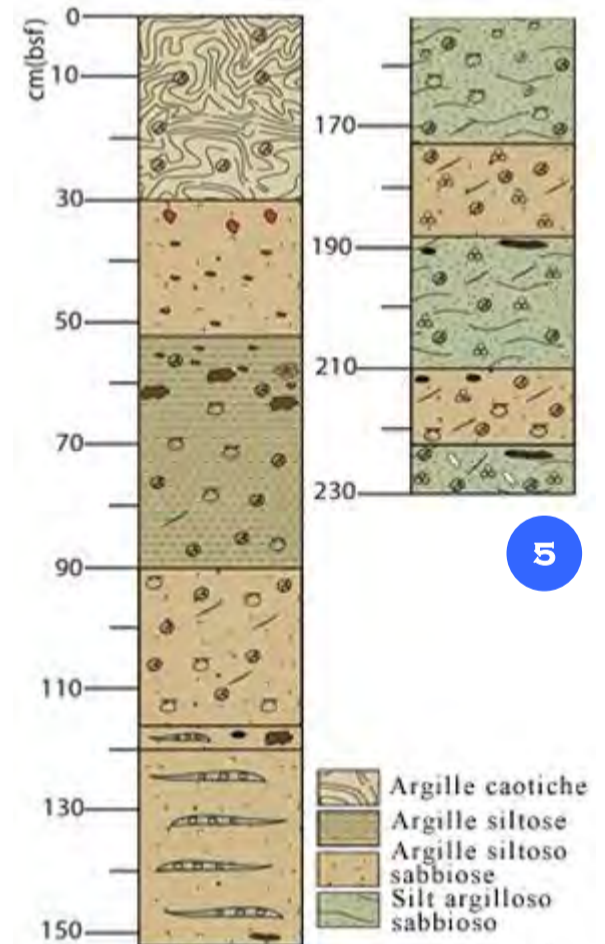 cm(bsf)
0
10
30
50
70
90
110
130
150
170
190
210
230
5
Argille caotiche
Argille siltose
Argille siltoso
sabbiose
Silt argilloso
sabbioso